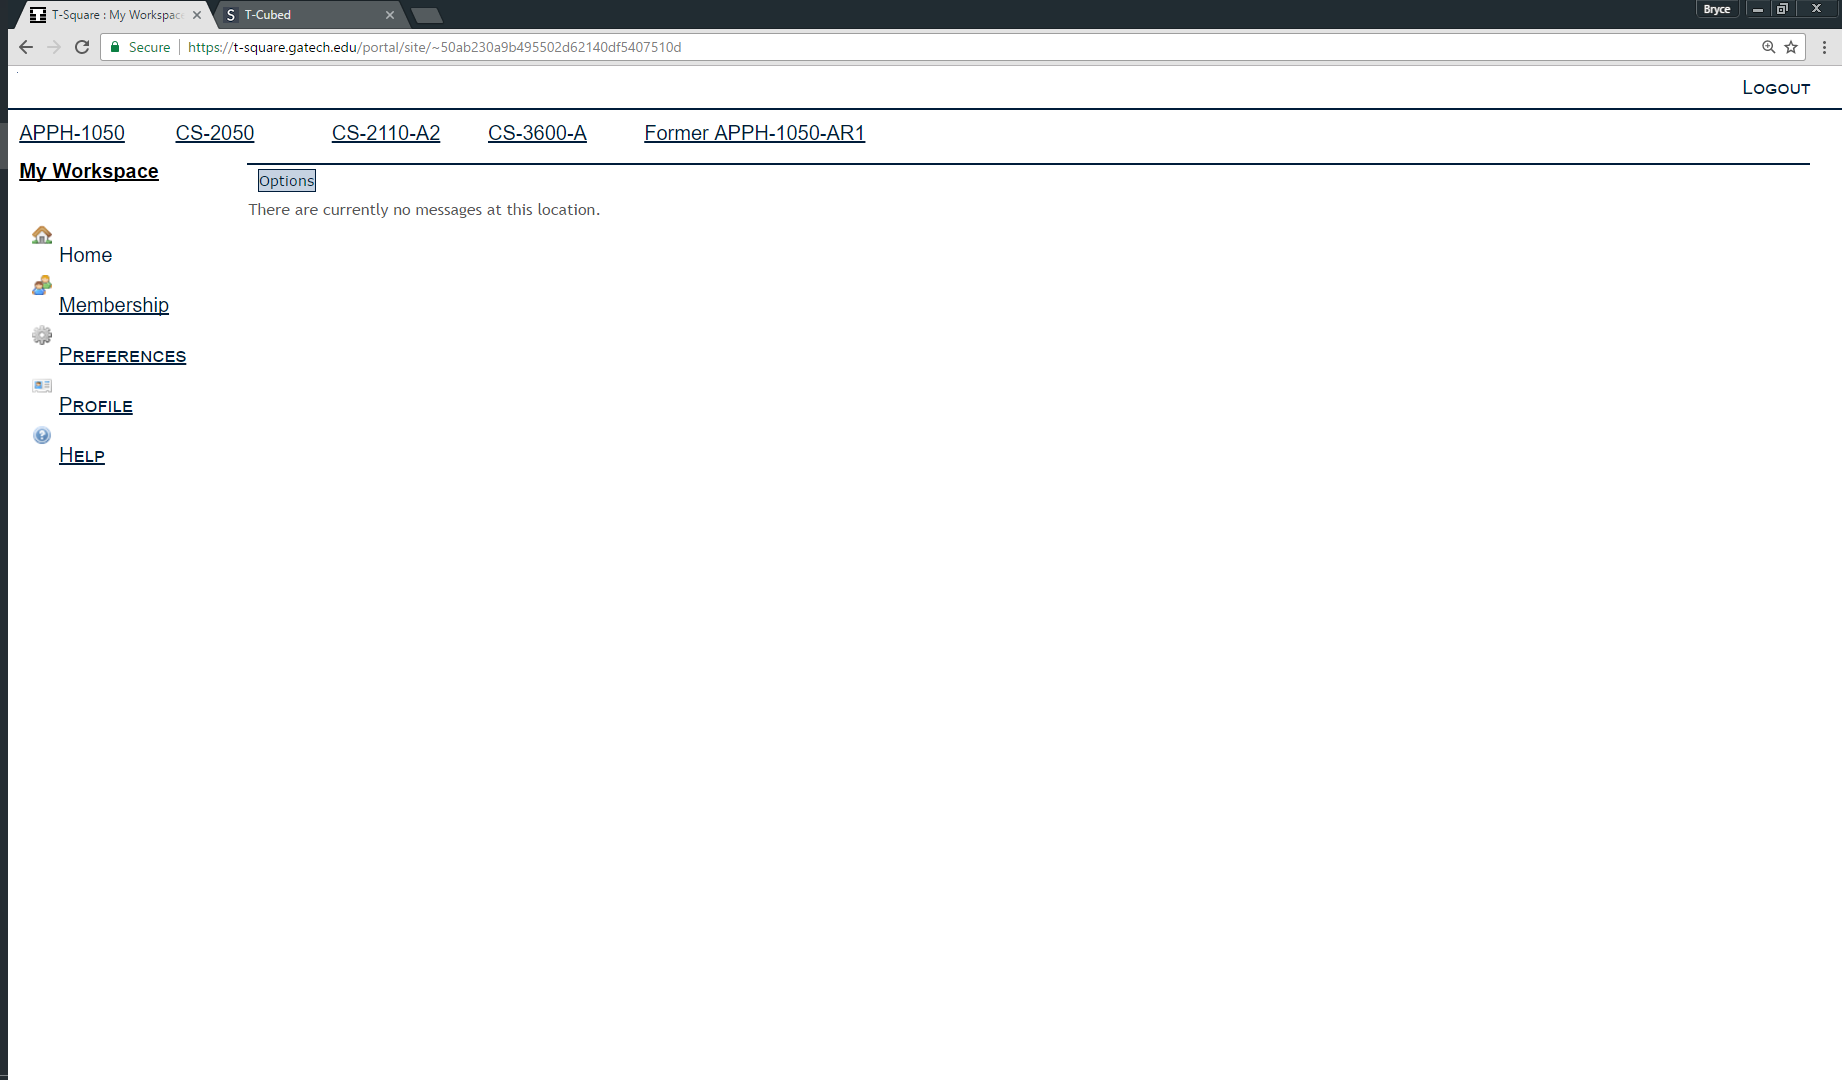 T-Square : My Workspac
S T-Cubed
Bryce
Secure https://t-square.gatech.edu/portal/site/~50ab230a9b495502d62140df5407510d
LOGOUT
APPH-1050 CS-2050 CS-2110-A2 CS-3600-A Former APPH-1050-AR1
My Workspace
Options
There are currently no messages at this location.
Home
Membership
PREFERENCES
PROFILE
HELP